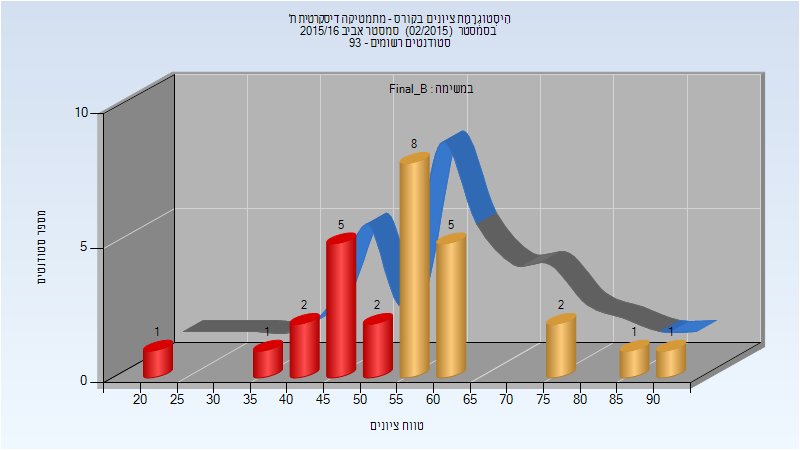 היסטוגרמת ציונים בקורס - מתמטיקה דיסקרטית ח'
בסמסטר (02/2015) סמסטר אביב 2015/16
סטודנטים רשומים - 93
במשימה : Final_B
מספר סטודנטים
10
5
0
1
1
2
5
2
8
5
2
1
1
20 25 30 35 40 45 50 55 60 65 70 75 80 85 90
טווח ציונים